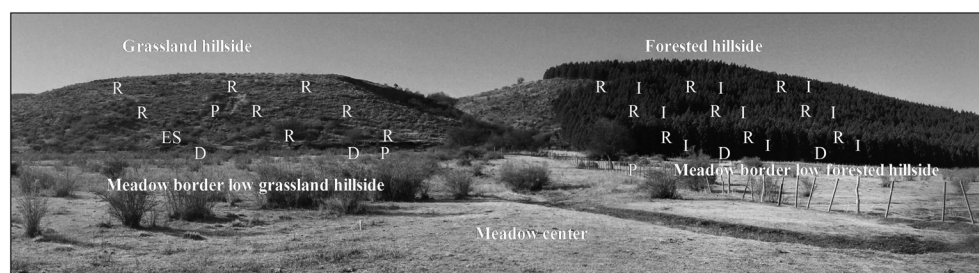 Grassland hillside Forested hillside
R R R R I R I R I
R P R R R I R I R I
ES R R R I R I R I
D D P D D
P Meadow border low forested hillside
Meadow border low grassland hillside
Meadow center